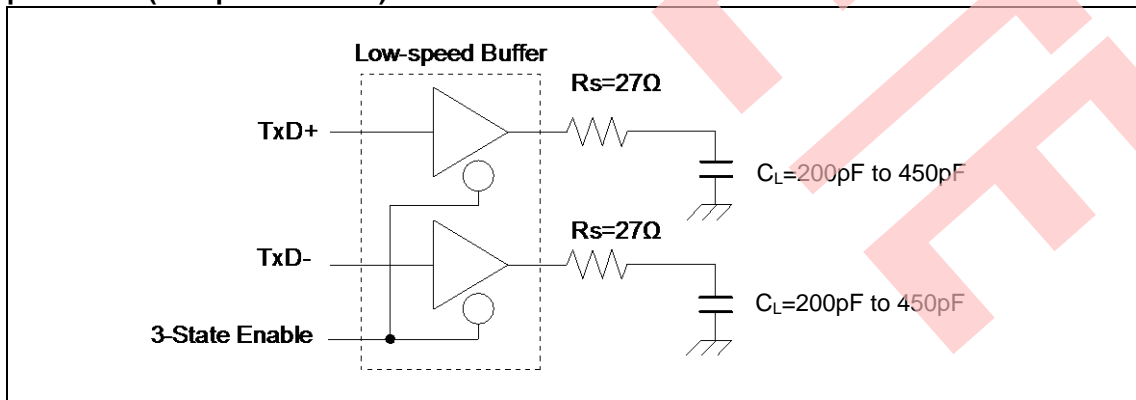 Low-speed Buffer
Rs=27Ω
TxD+
CL=200pF to 450pF
Rs=27Ω
TxD-
CL=200pF to 450pF
3-State Enable